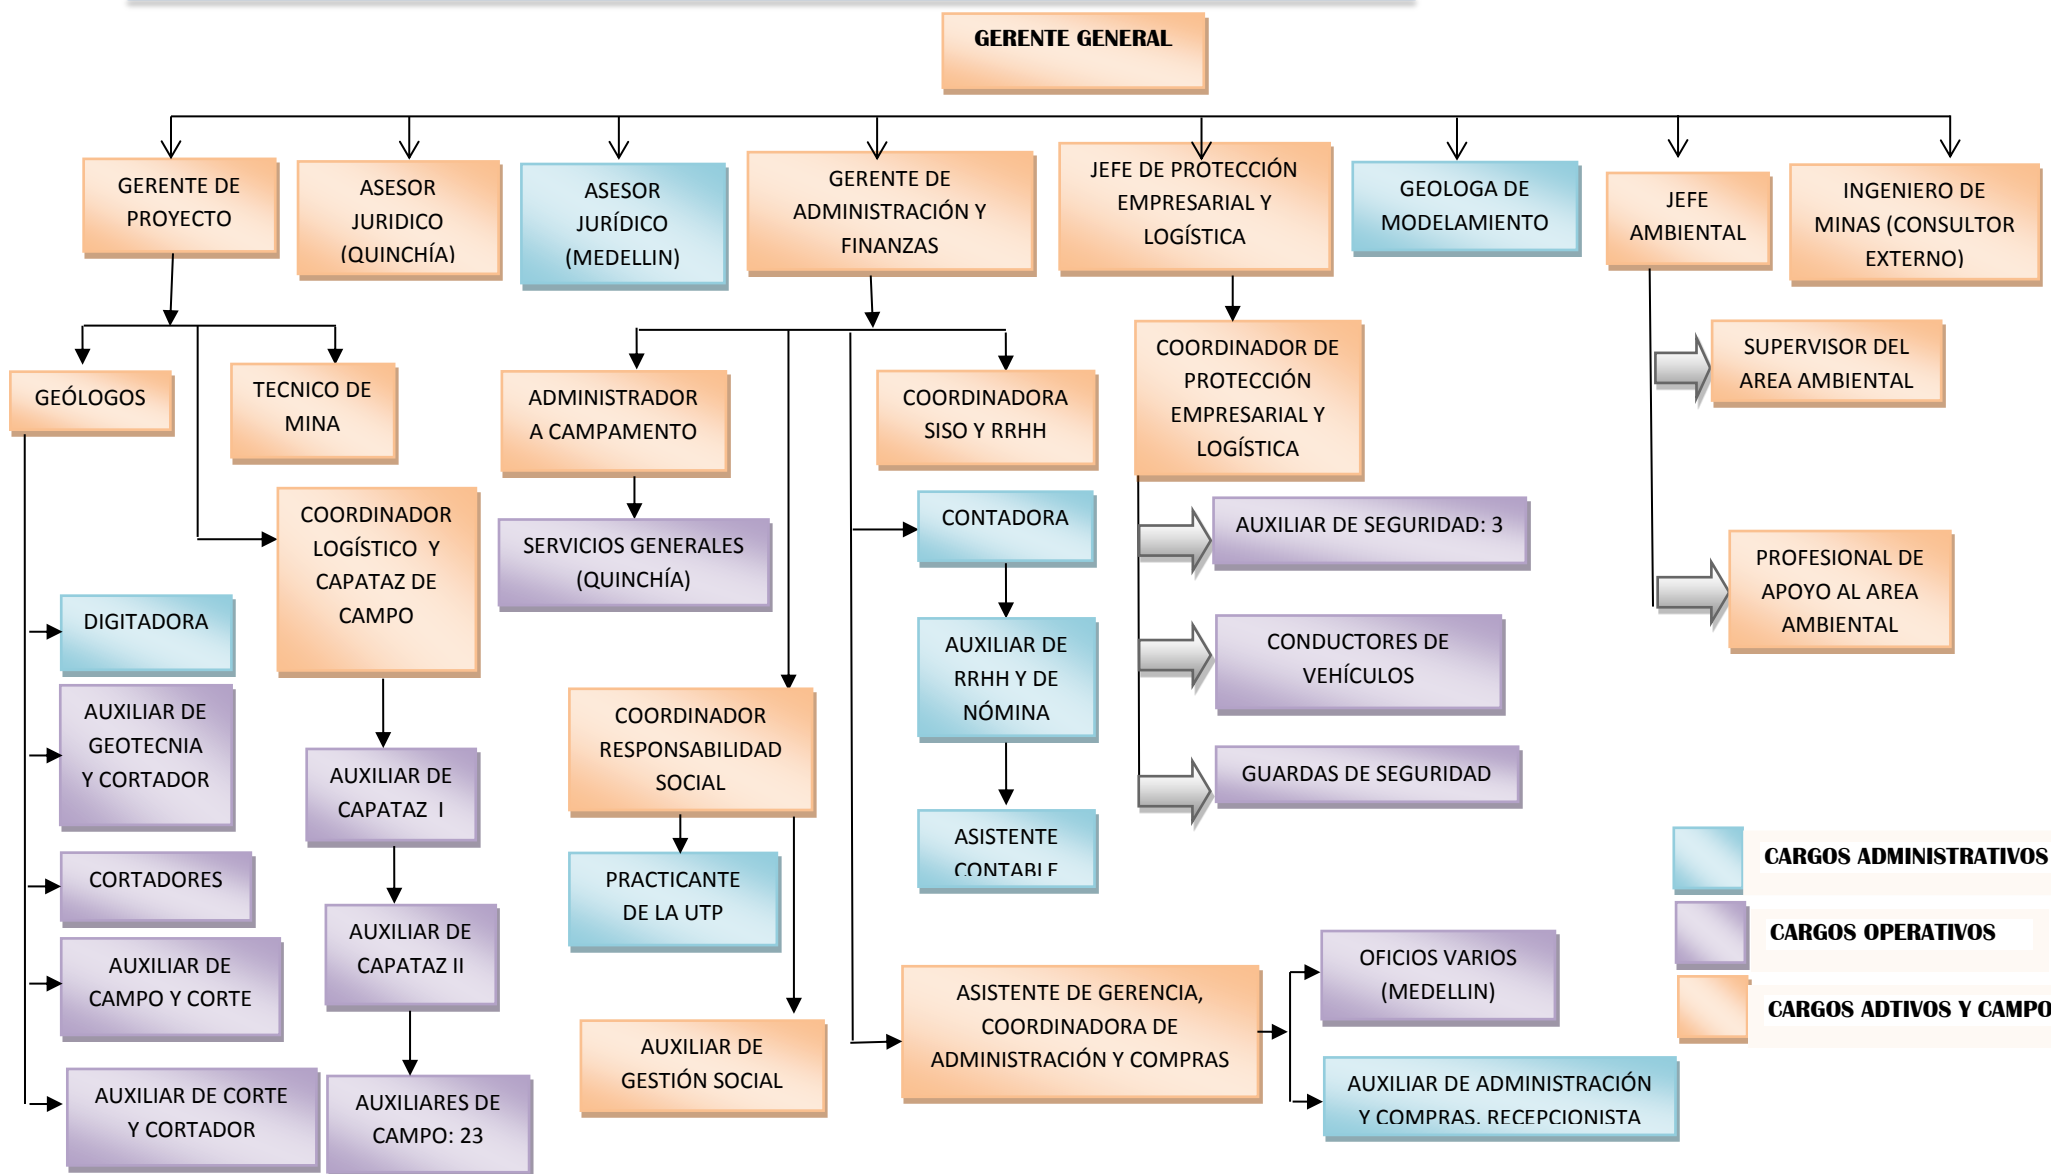 GERENTE GENERAL
GERENTE DE
PROYECTO
ASESOR
JURIDICO
(QUINCHÍA)
ASESOR
JURÍDICO
(MEDELLIN)
GERENTE DE
ADMINISTRACIÓN Y
FINANZAS
JEFE DE PROTECCIÓN
EMPRESARIAL Y
LOGÍSTICA
GEOLOGA DE
MODELAMIENTO
JEFE
AMBIENTAL
INGENIERO DE
MINAS (CONSULTOR
EXTERNO)
GEÓLOGOS
TECNICO DE
MINA
ADMINISTRADOR
A CAMPAMENTO
COORDINADORA
SISO Y RRHH
COORDINADOR DE
PROTECCIÓN
EMPRESARIAL Y
LOGÍSTICA
SUPERVISOR DEL
AREA AMBIENTAL
COORDINADOR
LOGÍSTICO Y
CAPATAZ DE
CAMPO
SERVICIOS GENERALES
(QUINCHÍA)
CONTADORA
AUXILIAR DE SEGURIDAD: 3
PROFESIONAL DE
APOYO AL AREA
AMBIENTAL
DIGITADORA
AUXILIAR DE
RRHH Y DE
NÓMINA
CONDUCTORES DE
VEHÍCULOS
AUXILIAR DE
GEOTECNIA
Y CORTADOR
AUXILIAR DE
CAPATAZ I
COORDINADOR
RESPONSABILIDAD
SOCIAL
GUARDAS DE SEGURIDAD
CORTADORES
PRACTICANTE
DE LA UTP
ASISTENTE
CONTABLE
CARGOS ADMINISTRATIVOS
CARGOS OPERATIVOS
CARGOS ADTIVOS Y CAMPO
AUXILIAR DE
CAMPO Y CORTE
AUXILIAR DE
CAPATAZ II
ASISTENTE DE GERENCIA,
COORDINADORA DE
ADMINISTRACIÓN Y COMPRAS
OFICIOS VARIOS
(MEDELLIN)
AUXILIAR DE CORTE
Y CORTADOR
AUXILIARES DE
CAMPO: 23
AUXILIAR DE
GESTIÓN SOCIAL
AUXILIAR DE ADMINISTRACIÓN
Y COMPRAS. RECEPCIONISTA